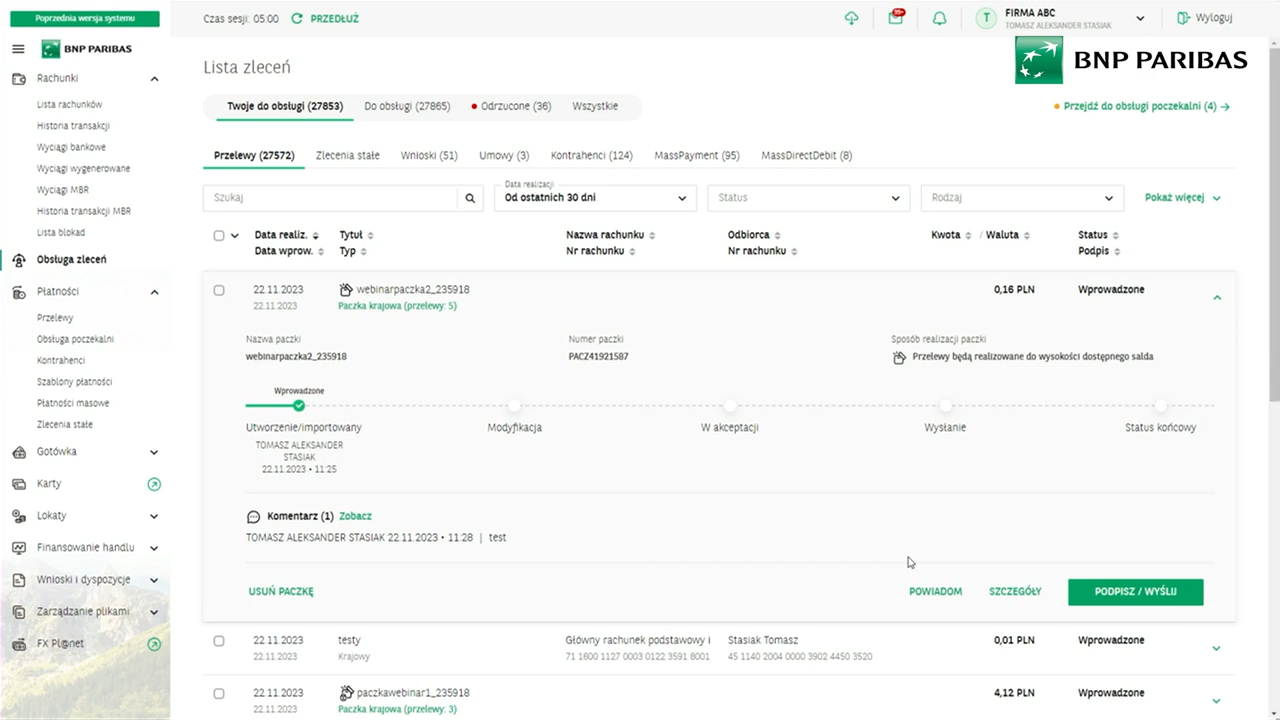 Poprzednia wersja systemu
Czas sesji: 05:00 PRZEDŁUŻ
99+
T
FIRMA ABC
TOMASZ ALEKSANDER STASIAK
Wyloguj
BNP PARIBAS
BNP PARIBAS
Rachunki
Lista rachunków
Historia transakcji
Wyciągi bankowe
Wyciągi wygenerowane
Wyciągi MBR
Historia transakcji MBR
Lista blokad
Obsługa zleceń
Płatności
Przelewy
Obsługa poczekalni
Kontrahenci
Szablony płatności
Płatności masowe
Zlecenia stałe
Gotówka
Karty
Lokaty
Finansowanie handlu
Wnioski i dyspozycje
Zarządzanie plikami
FX Pl@net
Lista zleceń
Twoje do obsługi (27853) Do obsługi (27865) Odrzucone (36) Wszystkie
Przejdź do obsługi poczekalni (4) →
Przelewy (27572) Zlecenia stałe Wnioski (51) Umowy (3) Kontrahenci (124) MassPayment (95) MassDirectDebit (8)
Data realizacji
Szukaj Od ostatnich 30 dni Status Rodzaj Pokaż więcej
Data realiz. Tytuł Nazwa rachunku Odbiorca Kwota / Waluta Status
Data wprow. Typ Nr rachunku Nr rachunku Podpis
22.11.2023 webinarpaczka2_235918 0,16 PLN Wprowadzone
22.11.2023 Paczka krajowa (przelewy: 5)
Nazwa paczki Numer paczki Sposób realizacji paczki
webinarpaczka2_235918 PACZ41921587 Przelewy będą realizowane do wysokości dostępnego salda
Wprowadzone
Utworzenie/importowany Modyfikacja W akceptacji Wysłanie Status końcowy
TOMASZ ALEKSANDER
STASIAK
22.11.2023 • 11:25
Komentarz (1) Zobacz
TOMASZ ALEKSANDER STASIAK 22.11.2023 • 11:28 | test
USUŃ PACZKĘ POWIADOM SZCZEGÓŁY PODPISZ / WYŚLIJ
22.11.2023 testy Główny rachunek podstawowy i Stasiak Tomasz 0,01 PLN Wprowadzone
22.11.2023 Krajowy 71 1600 1127 0003 0122 3591 8001 45 1140 2004 0000 3902 4450 3520
22.11.2023 paczkawebinar1_235918 4,12 PLN Wprowadzone
22.11.2023 Paczka krajowa (przelewy: 3)